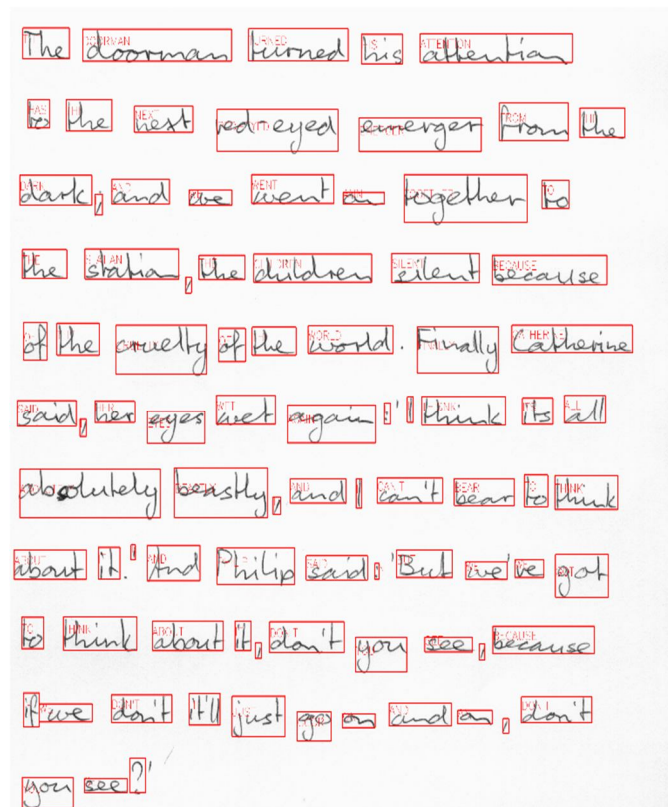 The doorman turned his attention
to the next red-eyed emerger from the
dark, and we went on together to
the station, the children silent because
of the cruelty of the world. Finally Catherine
said, her eyes wet again: 'I think its all
absolutely beastly, and I can't bear to think
about it.' And Philip said: 'But we've got
to think about it, don't you see, because
if we don't it'll just go on and on, don't
you see?'